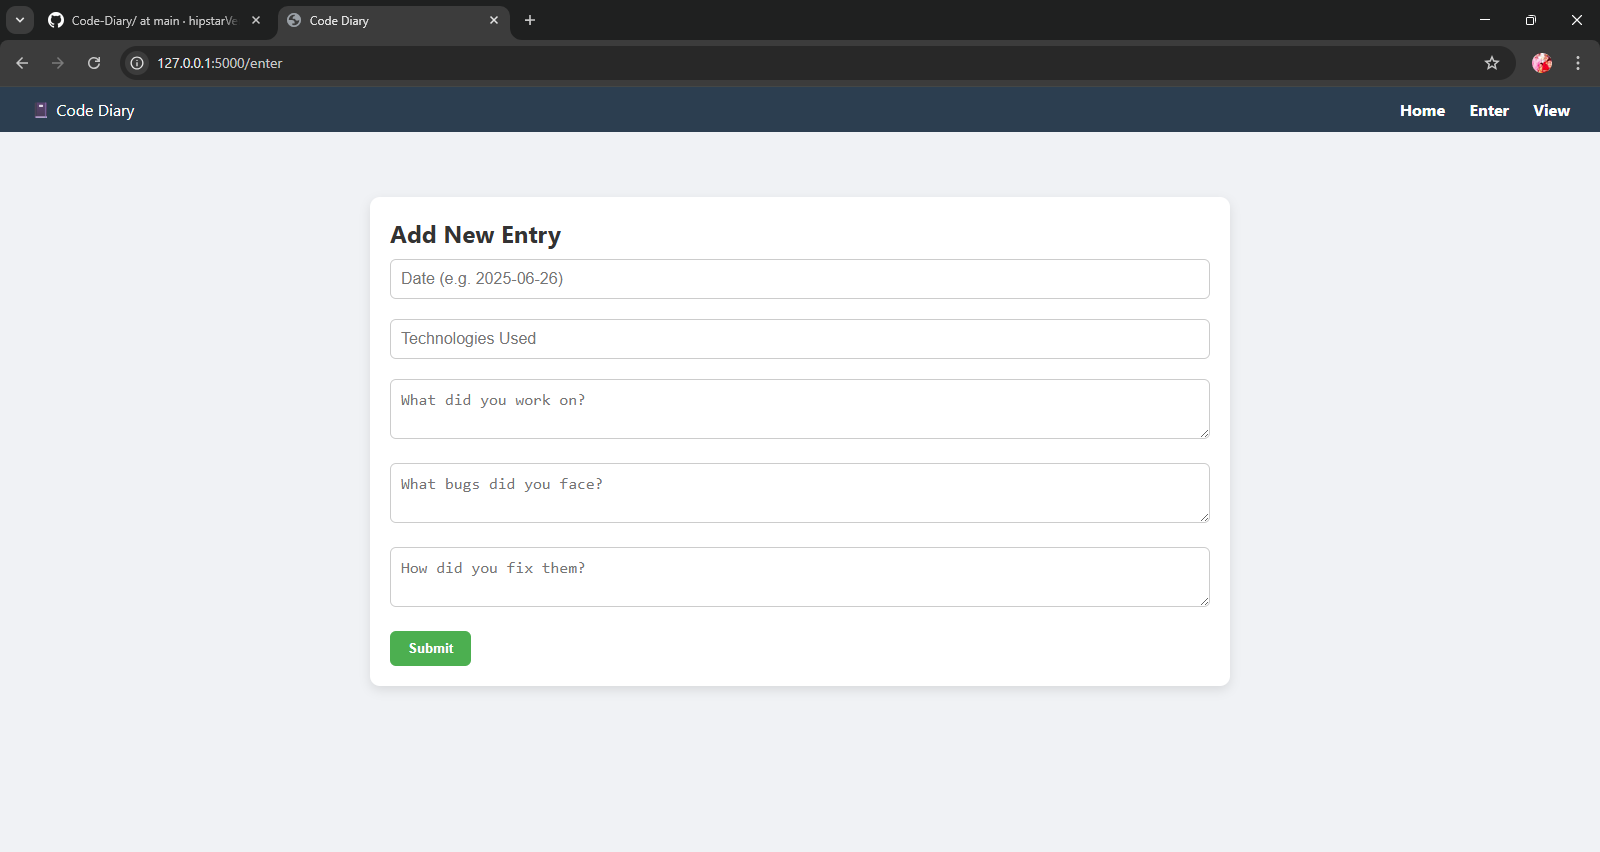 Code-Diary/ at main · hipstarVe
Code Diary
127.0.0.1:5000/enter
Code Diary
Home
Enter
View
Add New Entry
Date (e.g. 2025-06-26)
Technologies Used
What did you work on?
What bugs did you face?
How did you fix them?
Submit